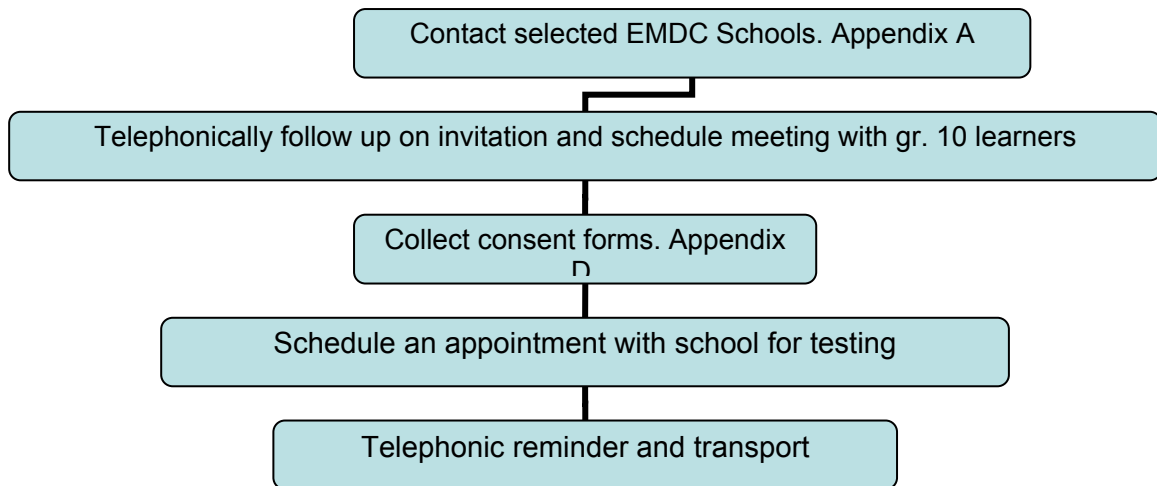 Contact selected EMDC Schools. Appendix A
Telephonically follow up on invitation and schedule meeting with gr. 10 learners
Collect consent forms. Appendix
D
Schedule an appointment with school for testing
Telephonic reminder and transport